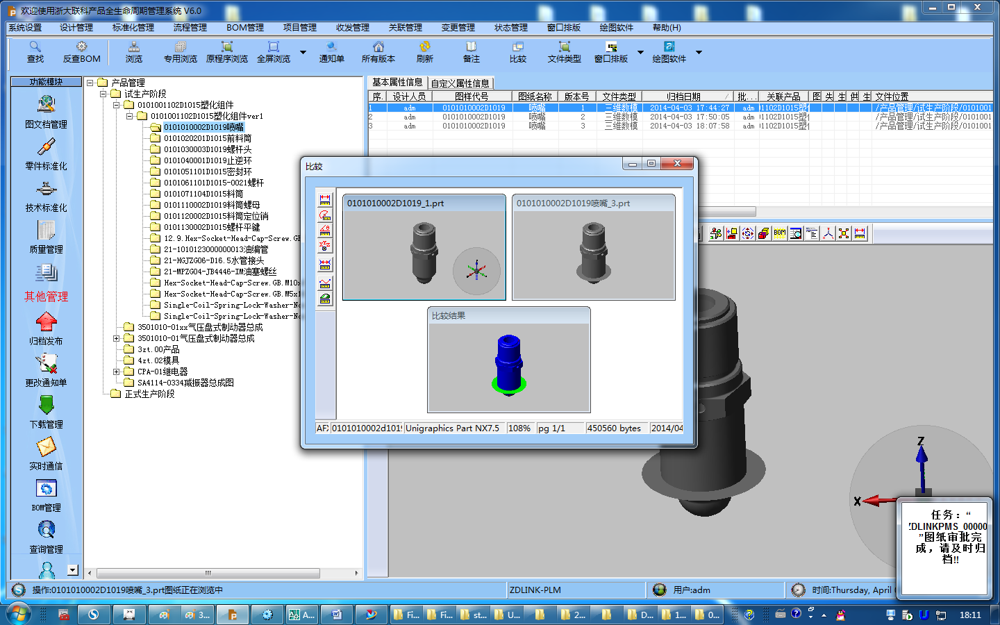 欢迎使用浙大联科产品全生命周期管理系统 V6.0
系统设置 设计管理 标准化管理 流程管理 BOM管理 项目管理 收发管理 关联管理 变更管理 状态管理 窗口排版 绘图软件 帮助(H)
查找 反查BOM 浏览 专用浏览 原程序浏览 全屏浏览 通知单 所有版本 刷新 备注 比较 文件类型 窗口排版 绘图软件
功能模块
图文档管理
零件标准化
技术标准化
质量管理
其他管理
归档发布
更改通知单
下载管理
实时通信
BOM管理
查询管理
产品管理
试生产阶段
0101001102D1015塑化组件
0101001102D1015塑化组件ver1
0101010002D1019喷嘴
0101020201D1015前料筒
0101030003D1019螺杆头
0101040001D1019止逆环
0101051101D1015密封环
0101061101D1015-0021螺杆
0101071104D1015料筒
0101110002D1019料筒螺母
0101120002D1015料筒定位销
0101130002D1015螺杆平键
12.9.Hex-Socket-Head-Cap-Screw.GB
21-1010123000000013油编管
21-HGJZG06-D16.5水管接头
21-MPZG04-JB4446-IM油塞螺丝
Hex-Socket-Head-Cap-Screw.GB.M10x
Hex-Socket-Head-Cap-Screw.GB.M5x1
Single-Coil-Spring-Lock-Washer-No
Single-Coil-Spring-Lock-Washer-No
3501010-01xx气压盘式制动器总成
3501010-01气压盘式制动器总成
3zt.00产品
4zt.02模具
CPA-01继电器
SA4114-0334减振器总成图
正式生产阶段
基本属性信息 自定义属性信息
序. 设计人员 图样代号 图纸名称 版本号 文件类型 归档日期 批.. 关联产品 图 头 生 供 生 文件位置
1 adm 0101010002D1019 喷嘴 1 三维数模 2014-04-03 17:44:27 adm 01102D1015塑 /产品管理/试生产阶段/0101001
2 adm 0101010002D1019 喷嘴 2 三维数模 2014-04-03 17:50:05 adm 01102D1015塑 /产品管理/试生产阶段/0101001
3 adm 0101010002D1019 喷嘴 3 三维数模 2014-04-03 18:07:58 adm 01102D1015塑 /产品管理/试生产阶段/0101001
BOM
比较
0101010002D1019_1.prt
0101010002D1019喷嘴_3.prt
比较结果
AF: 0101010002d1019 Unigraphics Part NX7.5 108% pg 1/1 450560 bytes 2014/04
Z
X
任务：“
ZDLINKPMS_00000
”图纸审批完
成，请及时归
档!!
操作:0101010002D1019喷嘴_3.prt图纸正在浏览中 ZDLINK-PLM 用户:adm 时间:Thursday, April
3... A... Fi... Fi... st... U... 2... D... 1... 0... 18:11